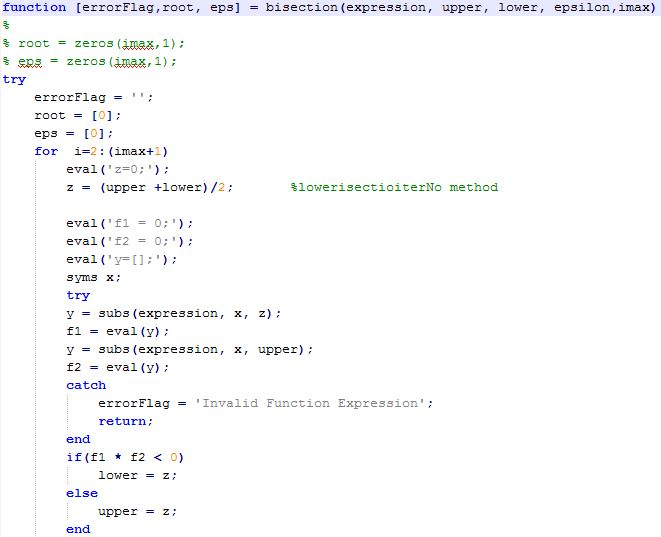 function [errorFlag,root, eps] = bisection(expression, upper, lower, epsilon,imax)
%
% root = zeros(imax,1);
% eps = zeros(imax,1);
try
    errorFlag = '';
    root = [0];
    eps = [0];
    for  i=2:(imax+1)
        eval('z=0;');
        z = (upper +lower)/2;       %lowerisectioiterNo method
        eval('f1 = 0;');
        eval('f2 = 0;');
        eval('y=[];');
        syms x;
        try
        y = subs(expression, x, z);
        f1 = eval(y);
        y = subs(expression, x, upper);
        f2 = eval(y);
        catch
            errorFlag = 'Invalid Function Expression';
            return;
        end
        if(f1 * f2 < 0)
            lower = z;
        else
            upper = z;
        end